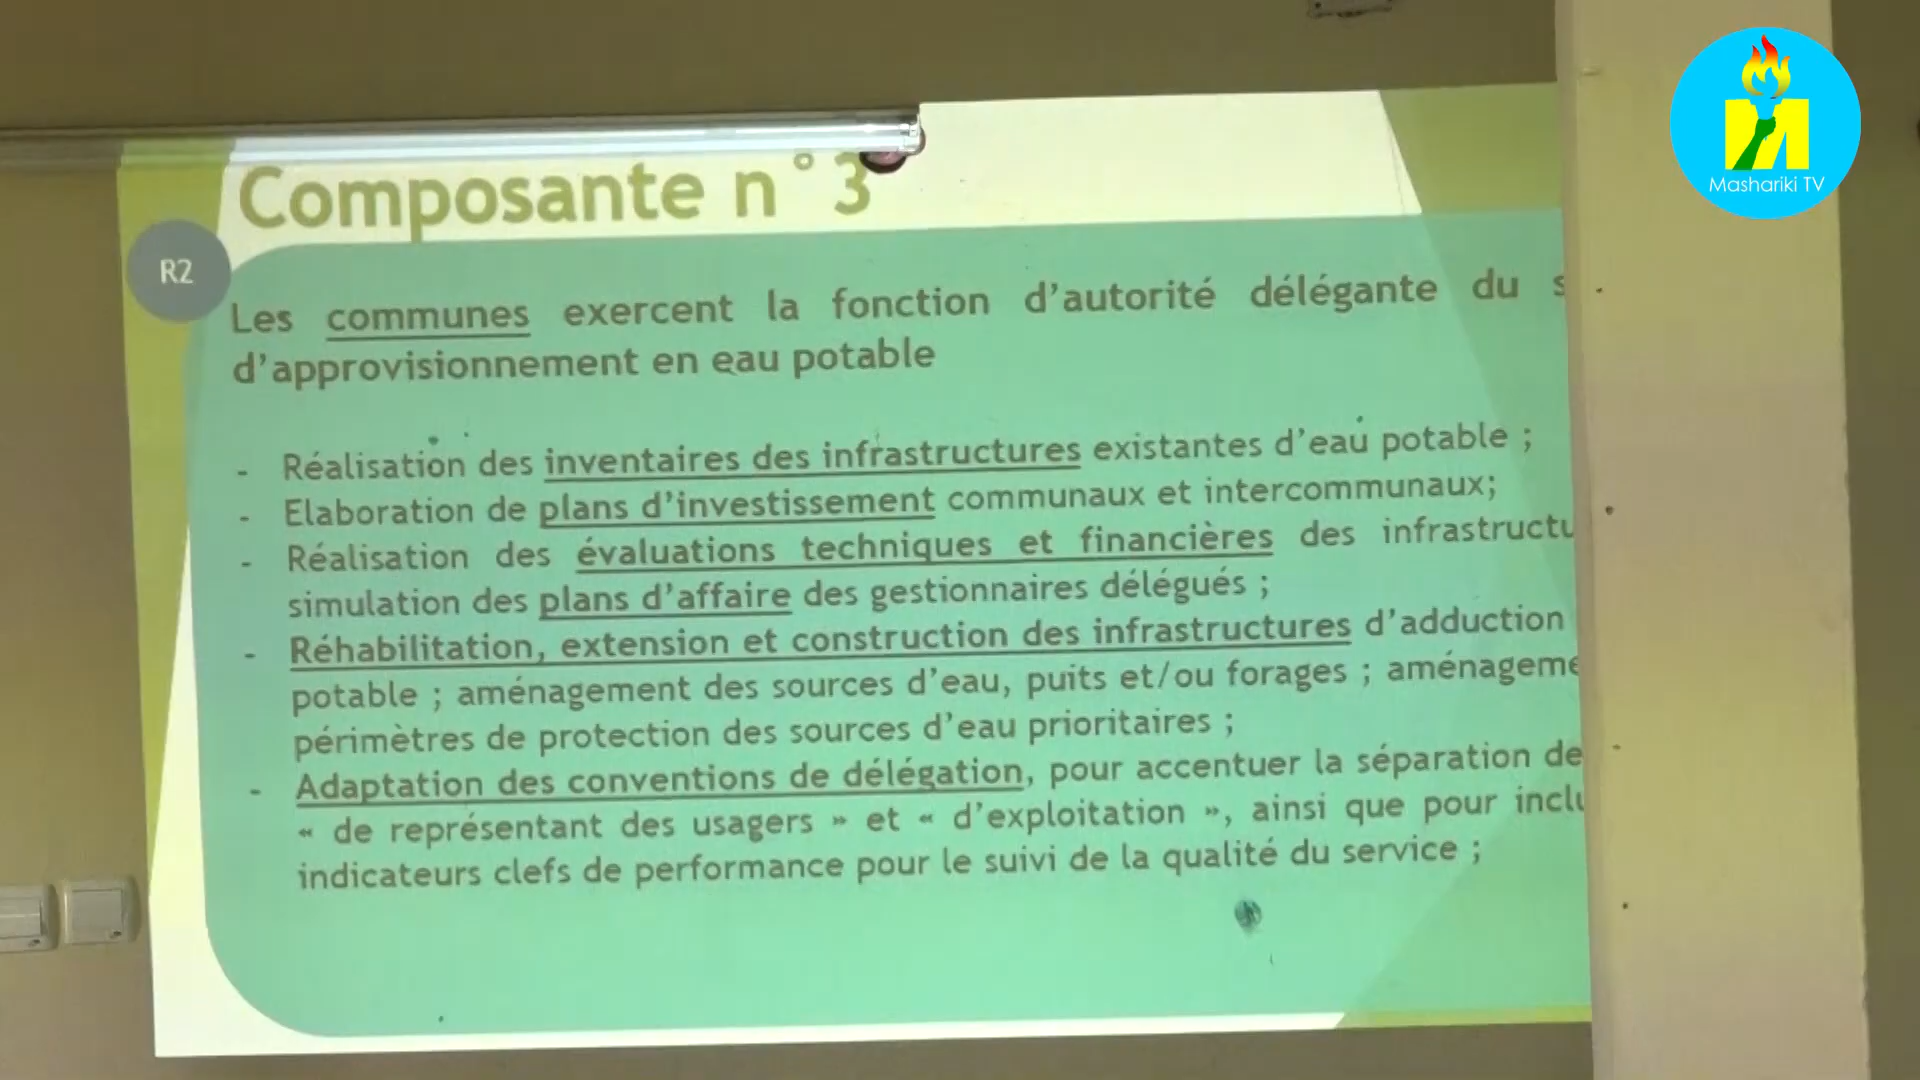 Composante n°3
R2
Les communes exercent la fonction d'autorité délégante du
d'approvisionnement en eau potable
- Réalisation des inventaires des infrastructures existantes d'eau potable ;
- Elaboration de plans d'investissement communaux et intercommunaux;
- Réalisation des évaluations techniques et financières des
simulation des plans d'affaire des gestionnaires délégués ;
- Réhabilitation, extension et construction des infrastructures d'adduction
potable ; aménagement des sources d'eau, puits et/ou forages ;
périmètres de protection des sources d'eau prioritaires ;
- Adaptation des conventions de délégation, pour accentuer la séparation
« de représentant des usagers » et « d'exploitation », ainsi que pour
indicateurs clefs de performance pour le suivi de la qualité du service ;
Mashariki TV